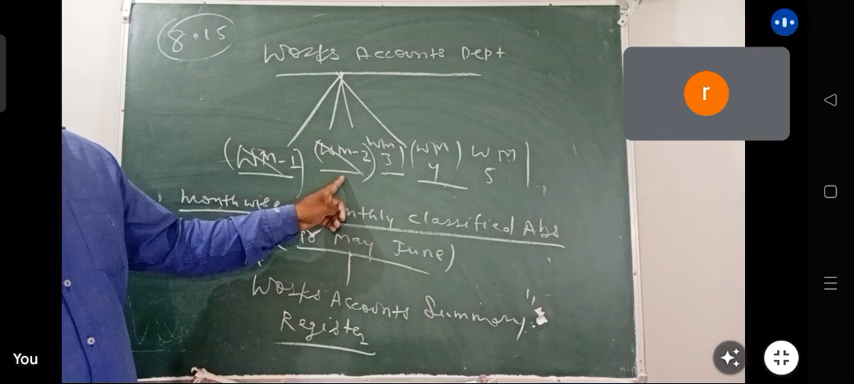 8.15
Works Accounts Dept
(WM-1) (WM-2) WM 3) (WM 4) WM 5
Monthwise
nthly Classified Abs
May June)
Works Accounts Summary
Register
r
You